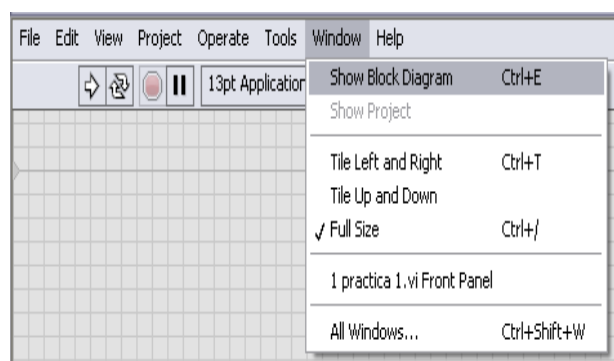 File Edit View Project Operate Tools Window Help
13pt Application
Show Block Diagram Ctrl+E
Show Project
Tile Left and Right Ctrl+T
Tile Up and Down
✓ Full Size Ctrl+/
1 practica 1.vi Front Panel
All Windows... Ctrl+Shift+W